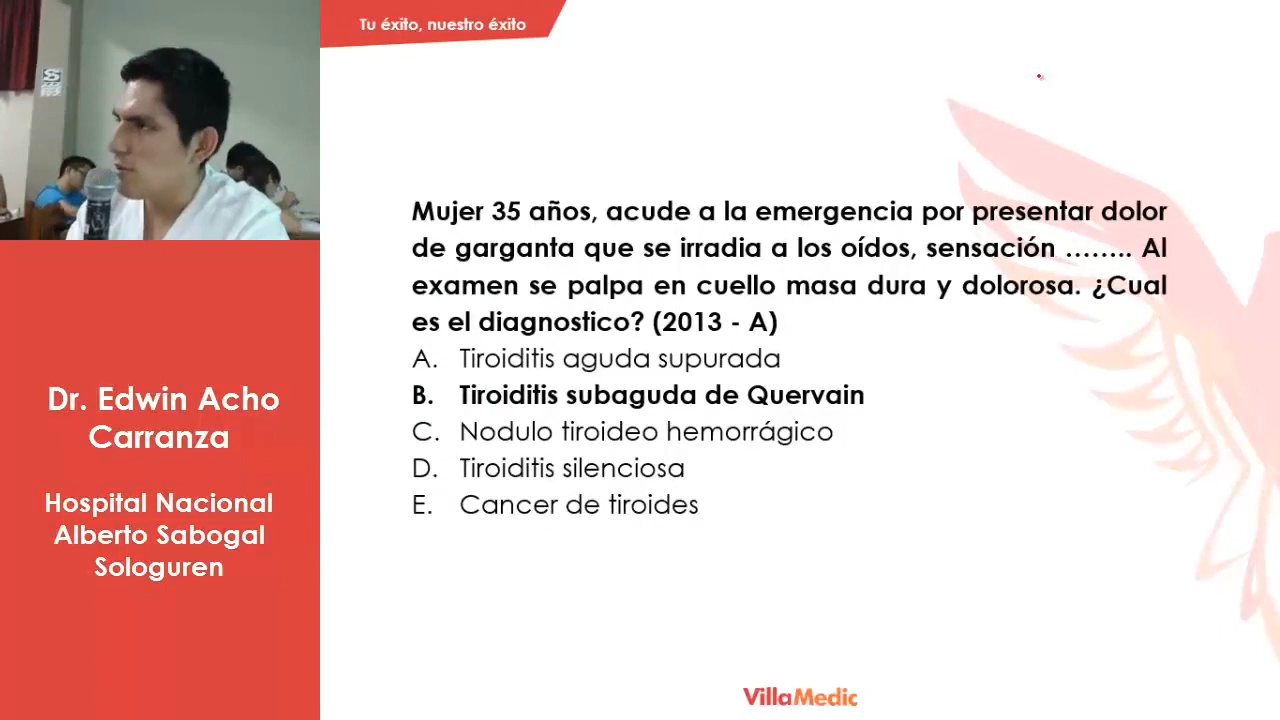 Tu éxito, nuestro éxito
Mujer 35 años, acude a la emergencia por presentar dolor
de garganta que se irradia a los oídos, sensación …….. Al
examen se palpa en cuello masa dura y dolorosa. ¿Cual
es el diagnostico? (2013 - A)
A. Tiroiditis aguda supurada
B. Tiroiditis subaguda de Quervain
C. Nodulo tiroideo hemorrágico
D. Tiroiditis silenciosa
E. Cancer de tiroides
Dr. Edwin Acho
Carranza
Hospital Nacional
Alberto Sabogal
Sologuren
VillaMedic